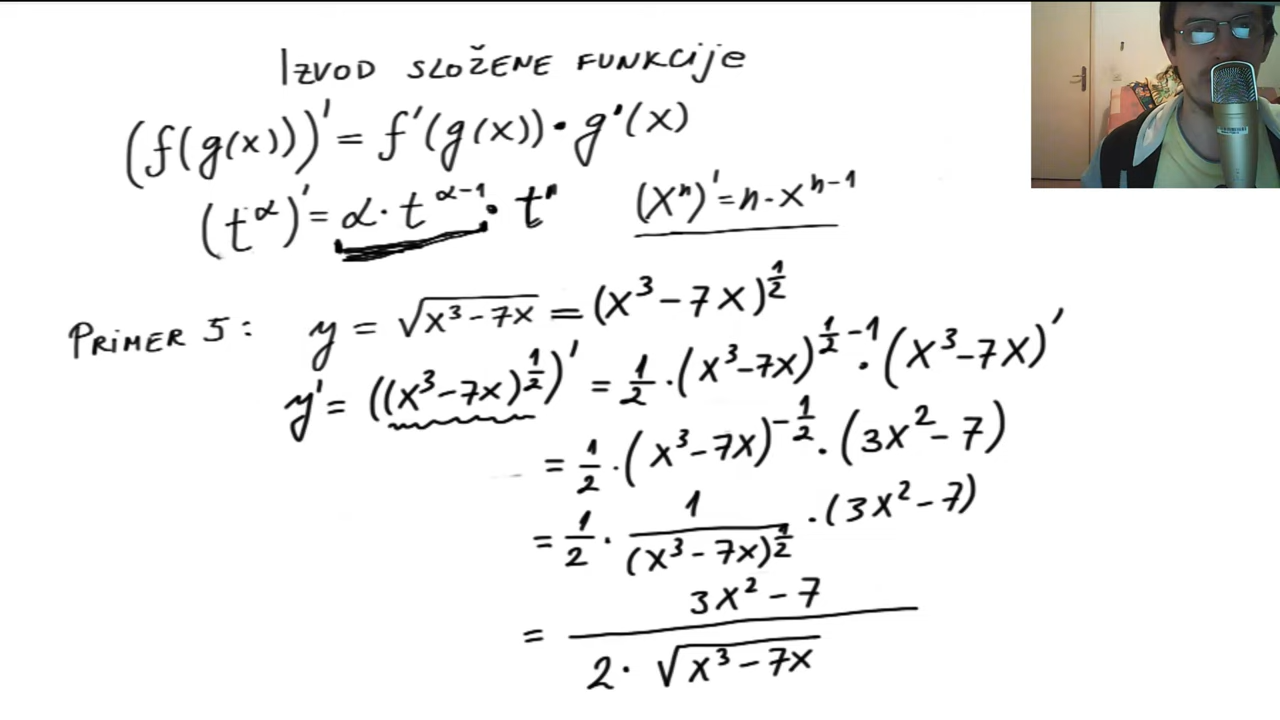 IZVOD SLOŽENE FUNKCIJE
(f(g(x)))' = f'(g(x)) · g'(x)
(t^α)' = α · t^(α-1) · t' (x^n)' = n · x^(n-1)
PRIMER 5: y = √(x³ - 7x) = (x³ - 7x)^(1/2)
y' = ((x³ - 7x)^(1/2))' = 1/2 · (x³ - 7x)^(1/2 - 1) · (x³ - 7x)'
= 1/2 · (x³ - 7x)^(-1/2) · (3x² - 7)
= 1/2 · 1/(x³ - 7x)^(1/2) · (3x² - 7)
= (3x² - 7)/(2 · √(x³ - 7x))